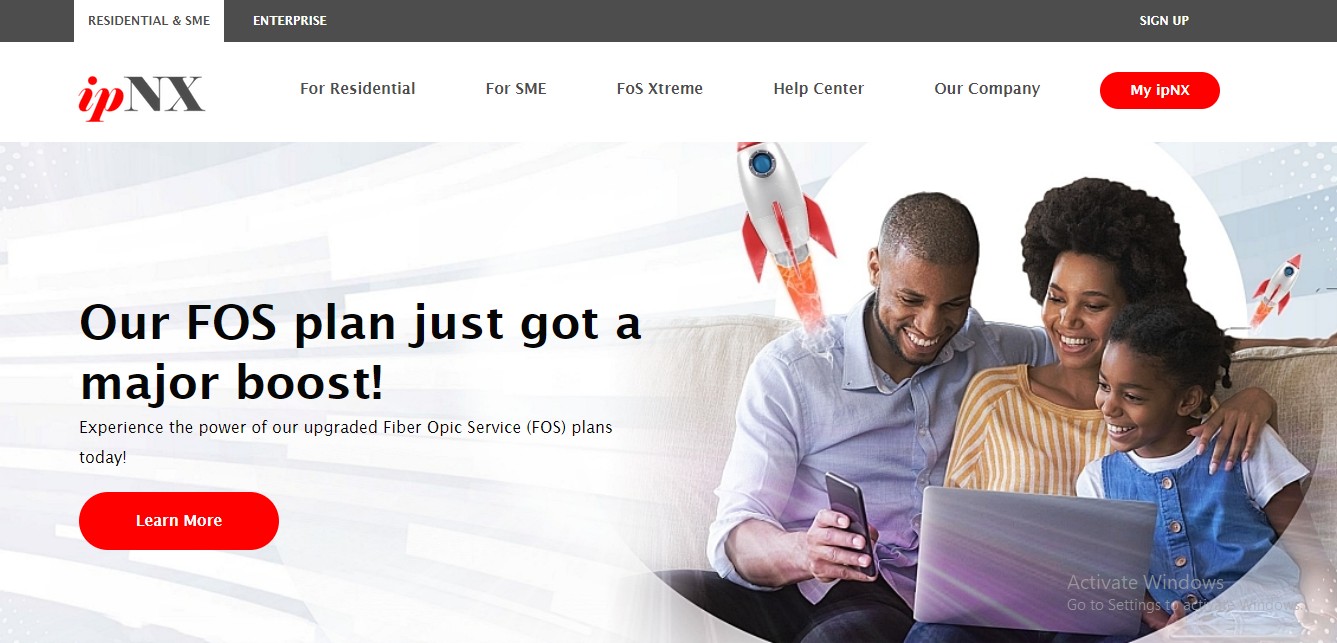 RESIDENTIAL & SME
ENTERPRISE
SIGN UP
ipNX
For Residential
For SME
FoS Xtreme
Help Center
Our Company
My ipNX
Our FOS plan just got a
major boost!
Experience the power of our upgraded Fiber Opic Service (FOS) plans
today!
Learn More
Activate Windows
Go to Settings to activate Windows.